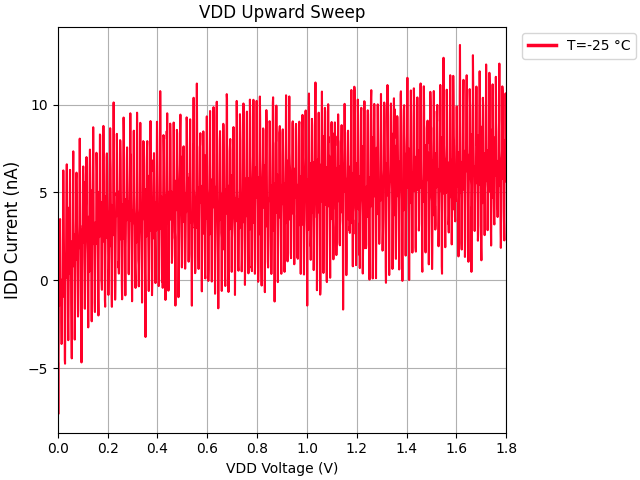 VDD Upward Sweep
T=-25 °C
IDD Current (nA)
10
5
0
−5
0.0 0.2 0.4 0.6 0.8 1.0 1.2 1.4 1.6 1.8
VDD Voltage (V)